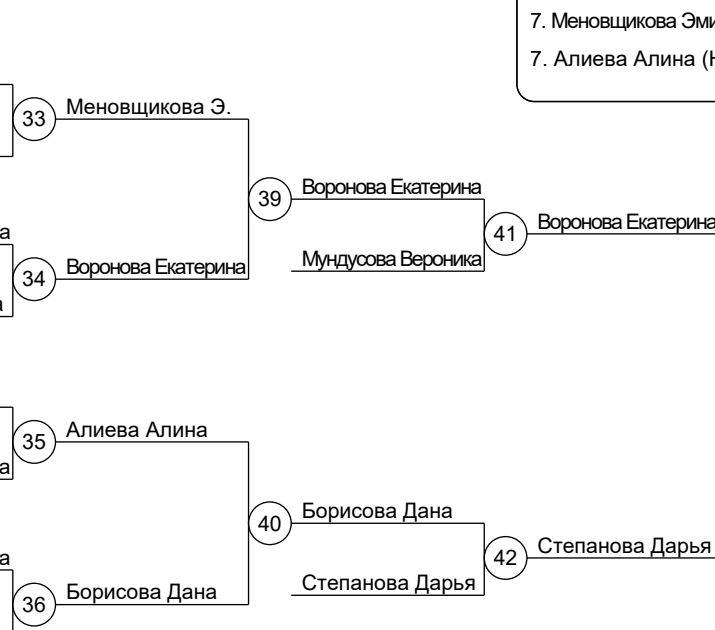 7. Меновщикова
7. Алиева Алина
33 Меновщикова Э.
39 Воронова Екатерина
41 Воронова Екатерина
34 Воронова Екатерина
Мундусова Вероника
35 Алиева Алина
40 Борисова Дана
42 Степанова Дарья
36 Борисова Дана
Степанова Дарья